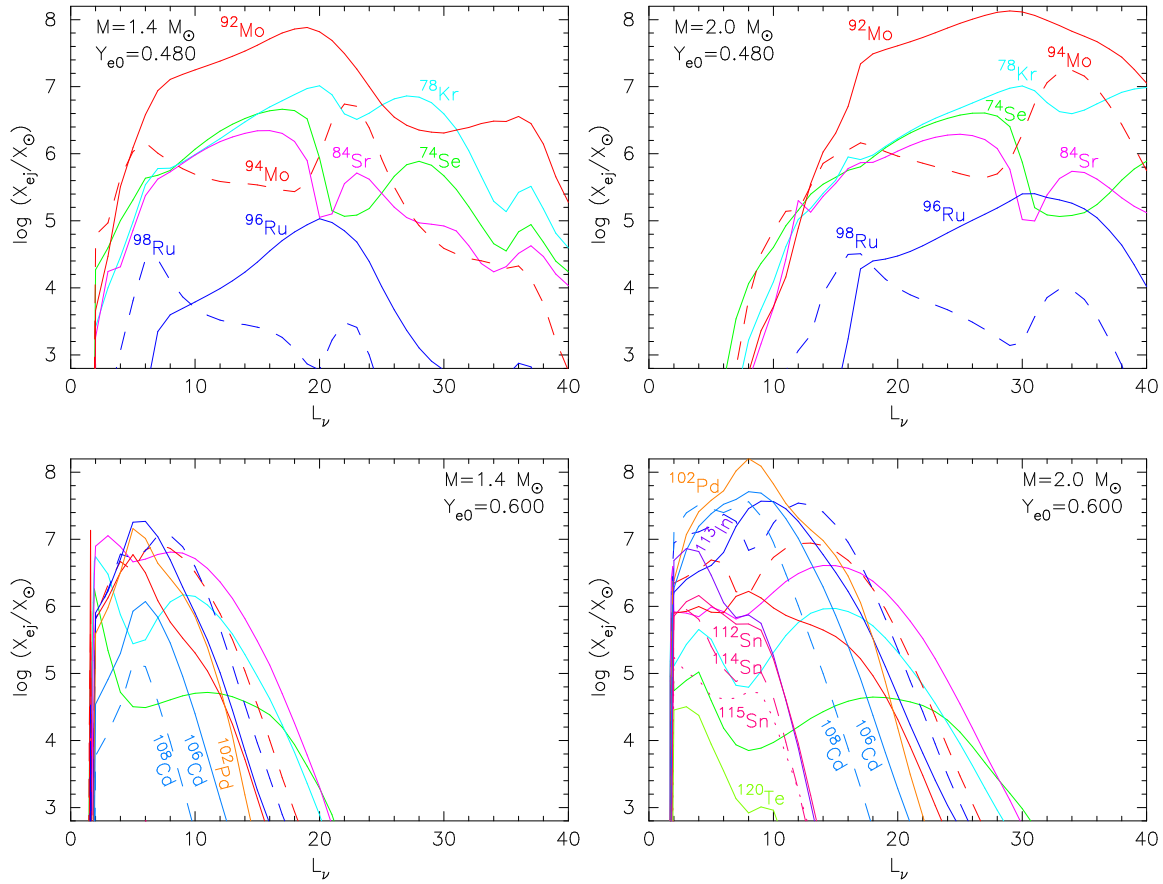 M=1.4 M⊙
Y_e0=0.480
⁹²Mo
⁷⁸Kr
⁸⁴Sr
⁷⁴Se
⁹⁴Mo
⁹⁸Ru
⁹⁶Ru
log (X_ej/X⊙)
8
7
6
5
4
3
0 10 20 30 40
L_ν
M=2.0 M⊙
Y_e0=0.480
⁹²Mo
⁹⁴Mo
⁷⁸Kr
⁷⁴Se
⁸⁴Sr
⁹⁶Ru
⁹⁸Ru
log (X_ej/X⊙)
8
7
6
5
4
3
0 10 20 30 40
L_ν
M=1.4 M⊙
Y_e0=0.600
¹⁰⁸Cd
¹⁰⁶Cd
¹⁰²Pd
log (X_ej/X⊙)
8
7
6
5
4
3
0 10 20 30 40
L_ν
M=2.0 M⊙
Y_e0=0.600
¹⁰²Pd
¹¹³In
¹¹²Sn
¹¹⁴Sn
¹¹⁵Sn
¹⁰⁸Cd
¹⁰⁶Cd
¹²⁰Te
log (X_ej/X⊙)
8
7
6
5
4
3
0 10 20 30 40
L_ν